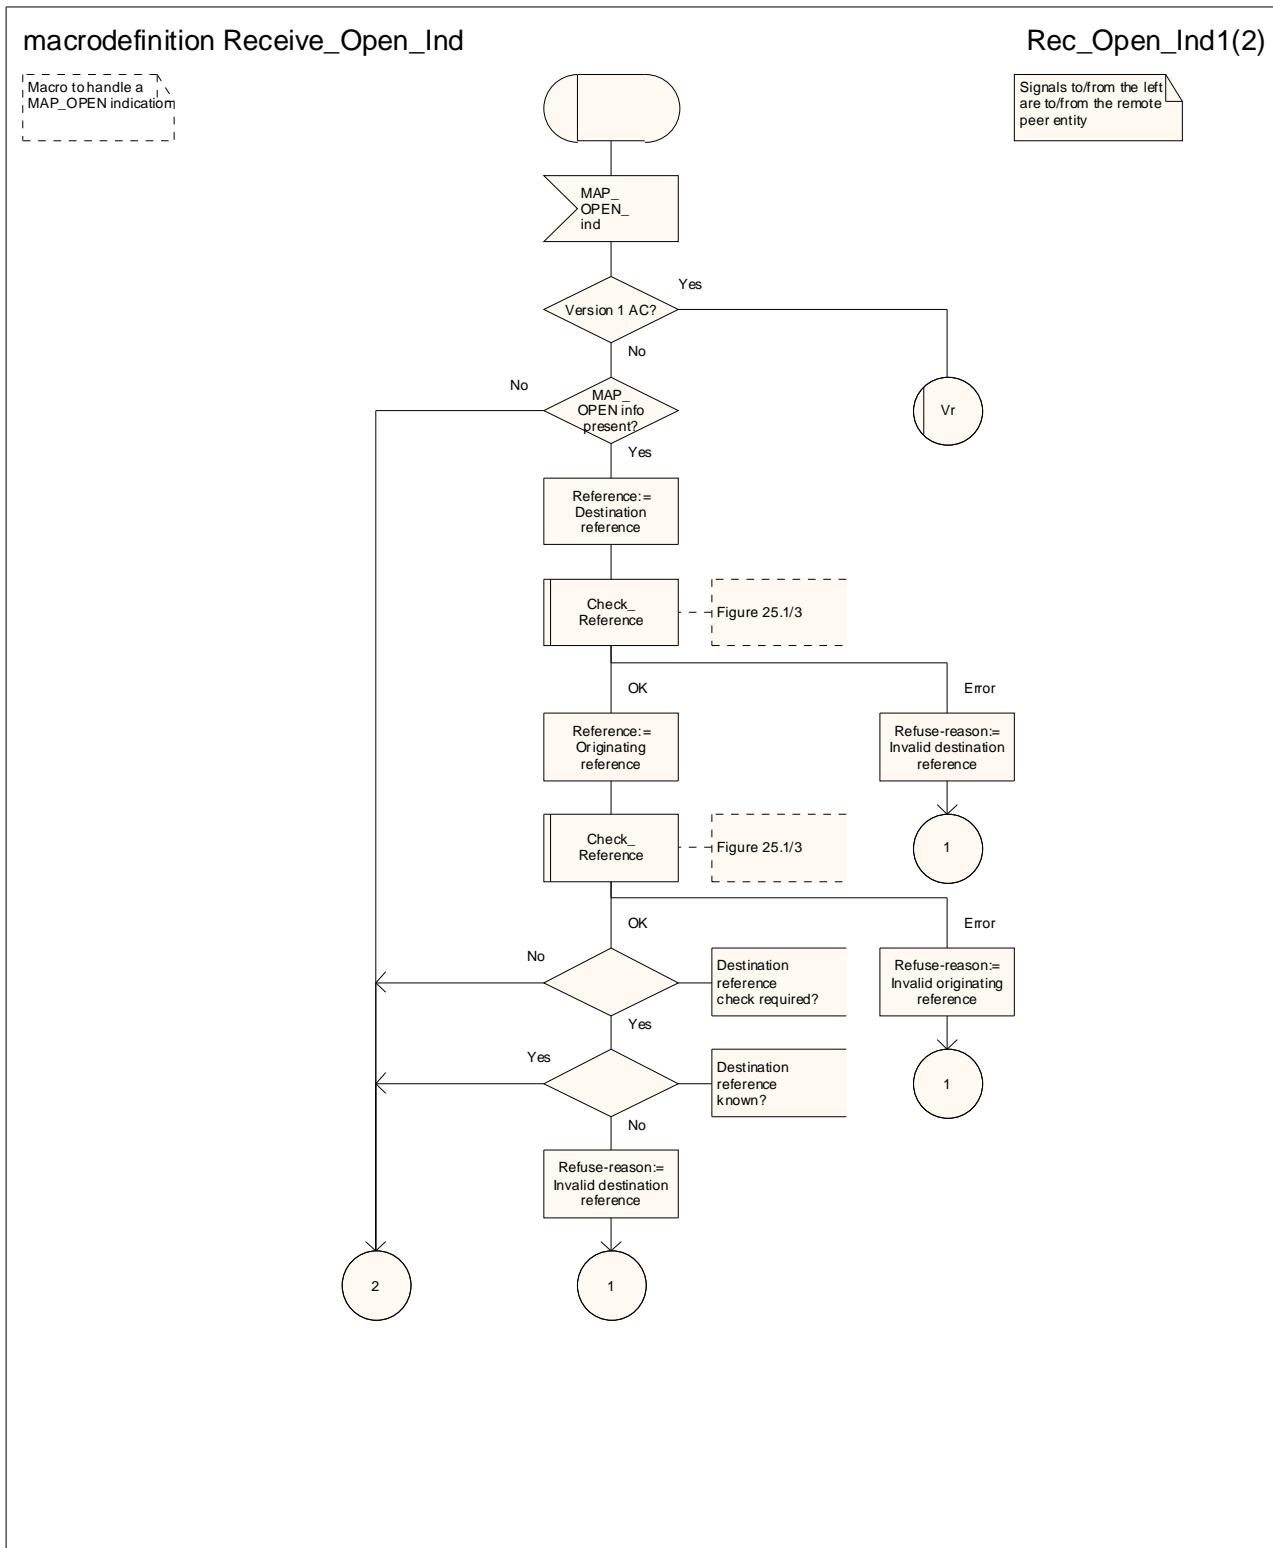 macrodefinition Receive_Open_Ind
Rec_Open_Ind1(2)
Macro to handle a
MAP_OPEN indication
Signals to/from the left
are to/from the remote
peer entity
MAP_
OPEN_
ind
Yes
Version 1 AC?
No
No
MAP_
OPEN info
present?
Vr
Yes
Reference:=
Destination
reference
Check_
Reference
Figure 25.1/3
OK
Error
Reference:=
Originating
reference
Refuse-reason:=
Invalid destination
reference
Check_
Reference
Figure 25.1/3
1
OK
Error
No
Destination
reference
check required?
Refuse-reason:=
Invalid originating
reference
Yes
Yes
Destination
reference
known?
1
No
Refuse-reason:=
Invalid destination
reference
2
1